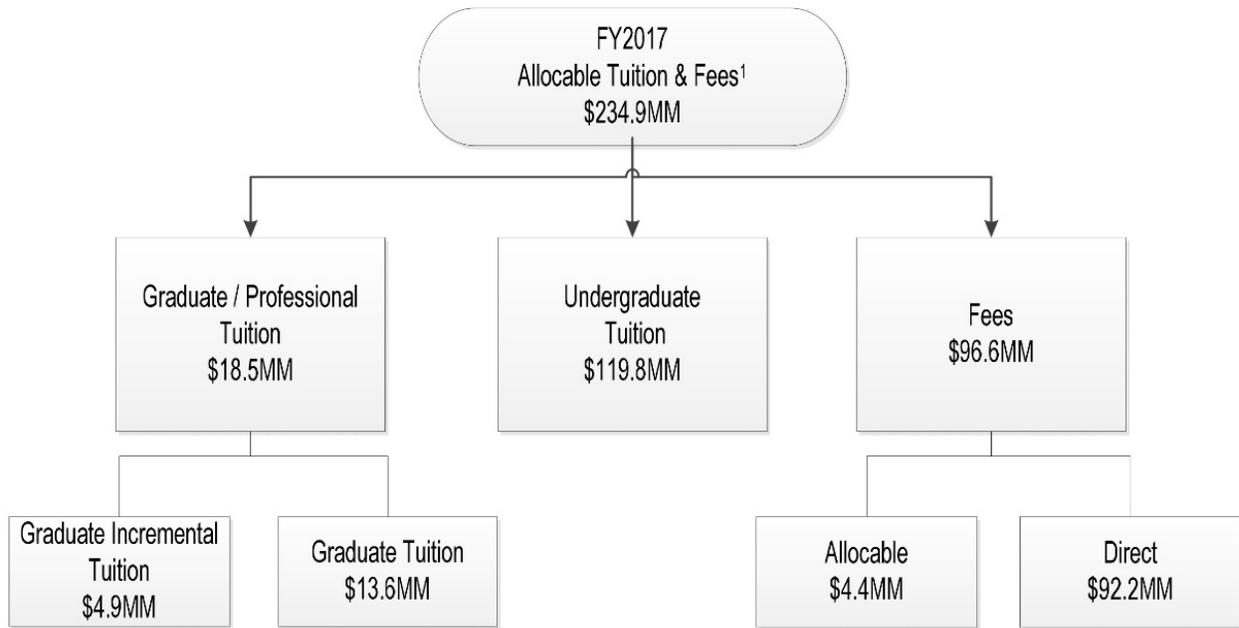 FY2017
Allocable Tuition & Fees¹
$234.9MM
Graduate / Professional
Tuition
$18.5MM
Undergraduate
Tuition
$119.8MM
Fees
$96.6MM
Graduate Incremental
Tuition
$4.9MM
Graduate Tuition
$13.6MM
Allocable
$4.4MM
Direct
$92.2MM